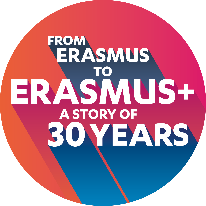 FROM
ERASMUS
TO
ERASMUS+
A STORY OF
30 YEARS